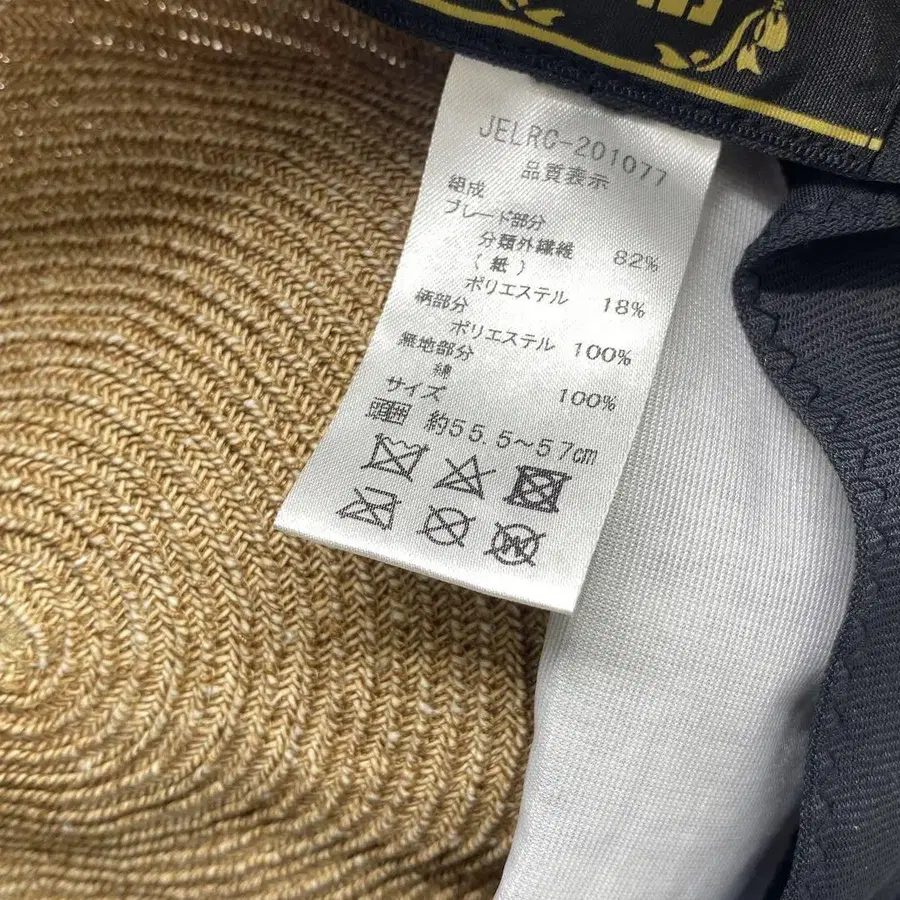 JELRC-201077
品質表示
組成
ブレード部分
分類外繊維 82%
(紙)
ポリエステル 18%
柄部分
ポリエステル 100%
無地部分
綿 100%
サイズ
頭囲 約55.5~57cm